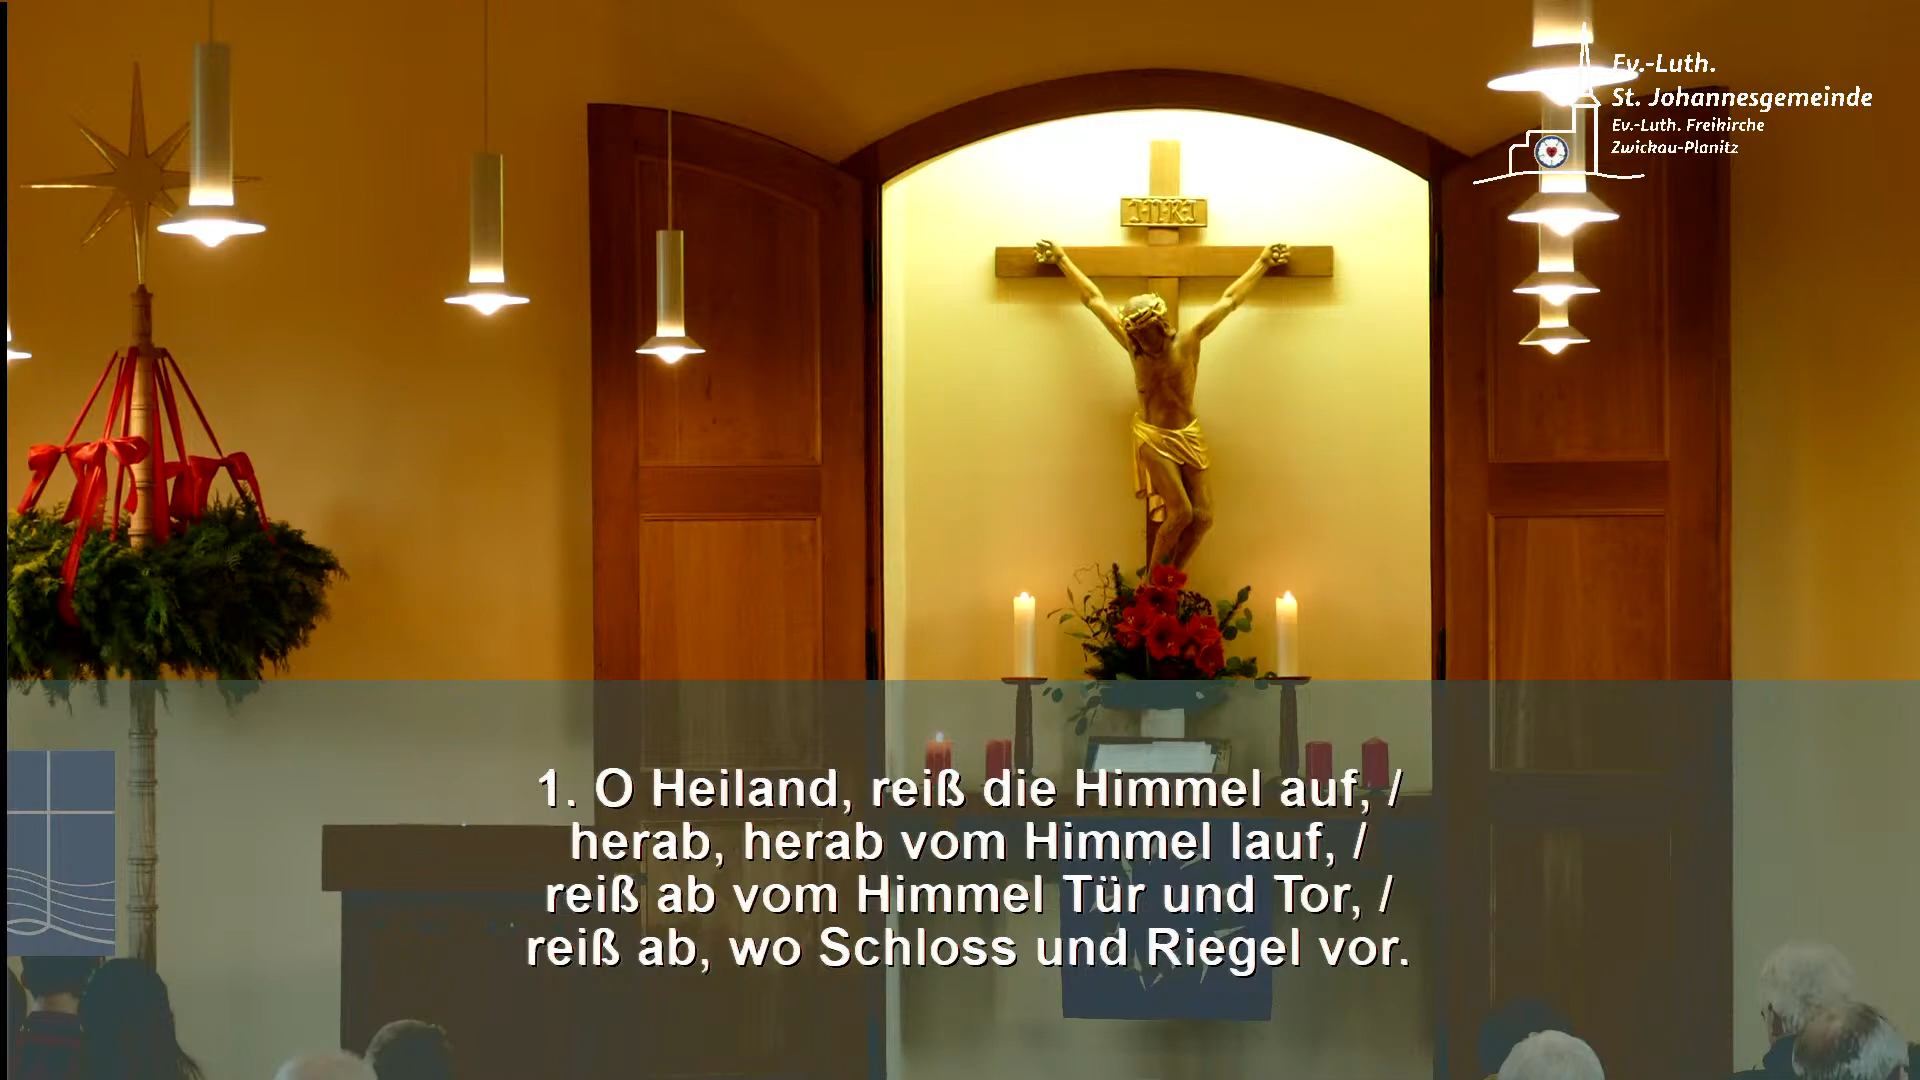 Ev.-Luth.
St. Johannesgemeinde
Ev.-Luth. Freikirche
Zwickau-Planitz
I·N·R·I
1. O Heiland, reiß die Himmel auf, /
herab, herab vom Himmel lauf, /
reiß ab vom Himmel Tür und Tor, /
reiß ab, wo Schloss und Riegel vor.